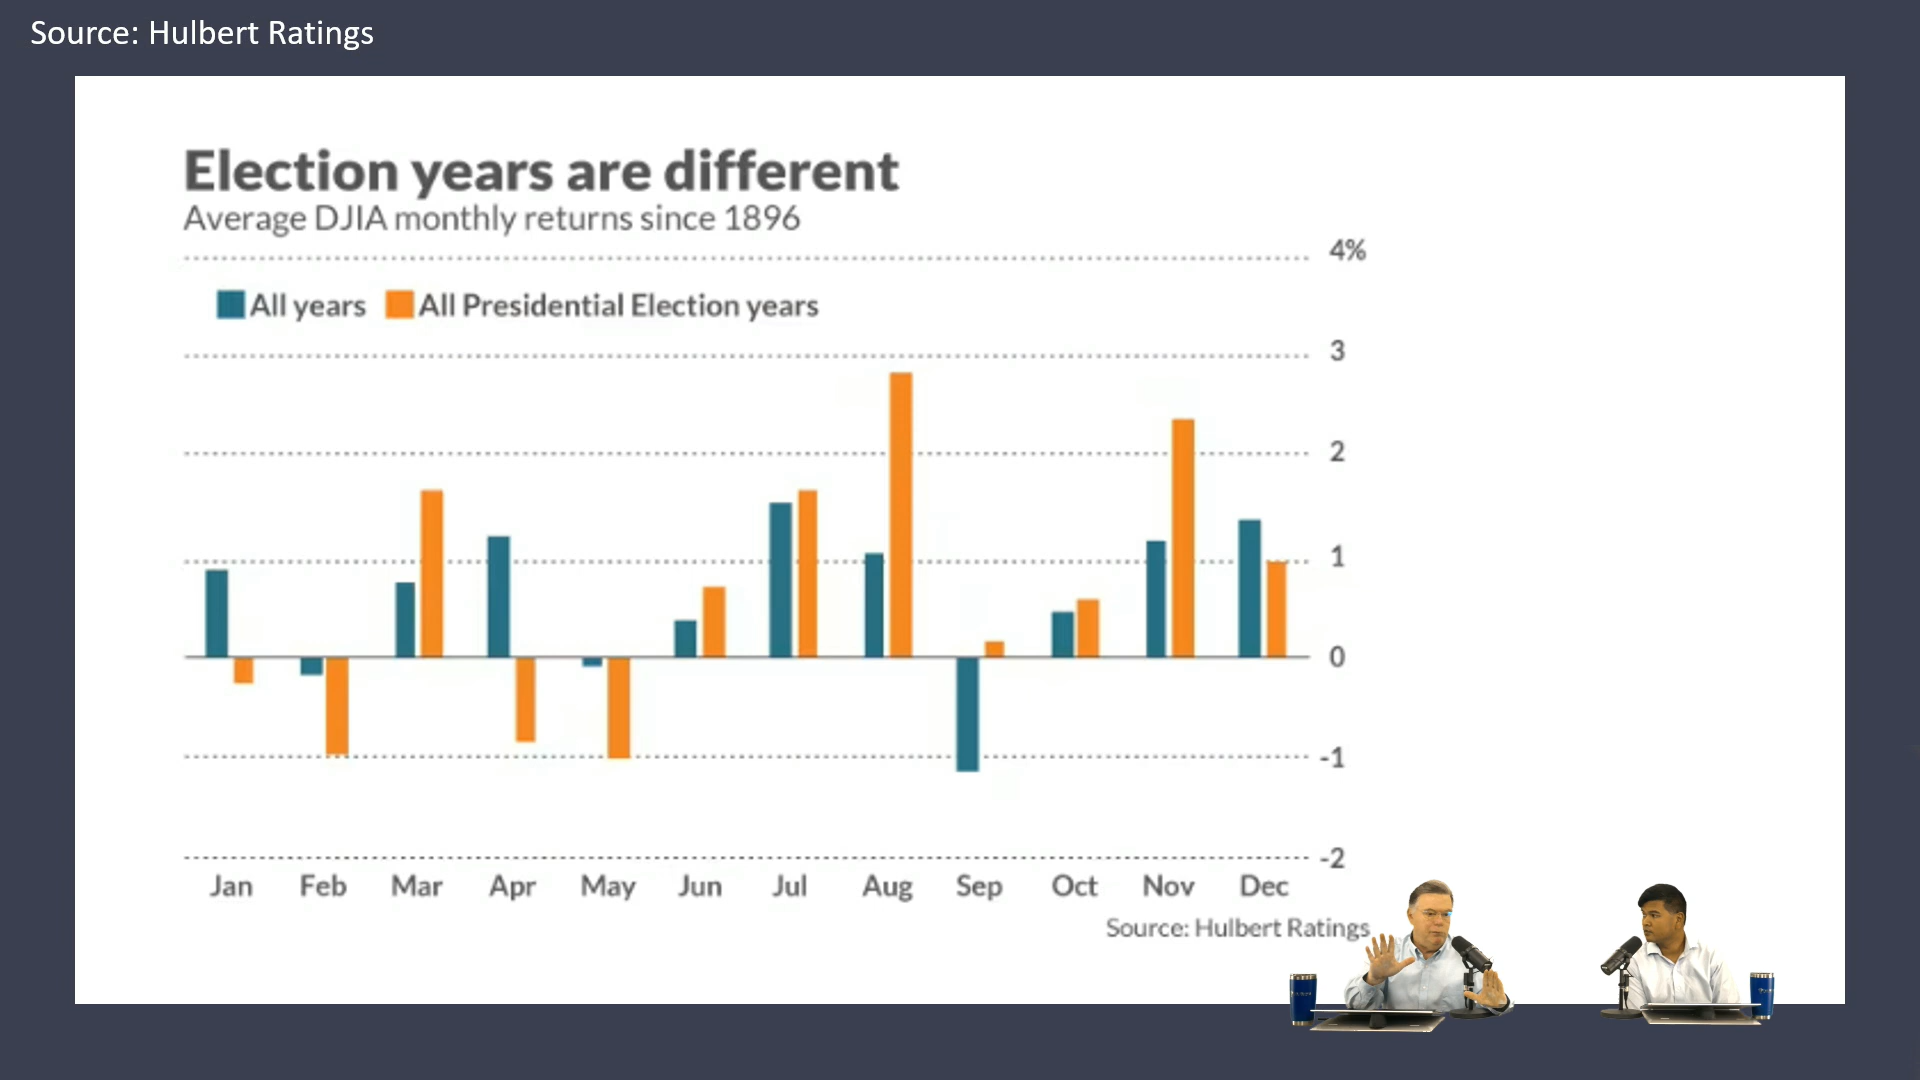 Source: Hulbert Ratings
Election years are different
Average DJIA monthly returns since 1896
4%
All years All Presidential Election years
3
2
1
0
-1
-2
Jan Feb Mar Apr May Jun Jul Aug Sep Oct Nov Dec
Source: Hulbert Ratings